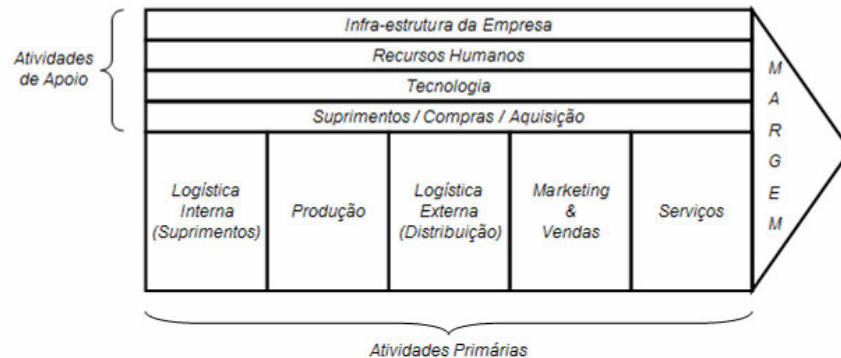 Infra-estrutura da Empresa
Recursos Humanos
Tecnologia
Suprimentos / Compras / Aquisição
Atividades
de Apoio
Logística
Interna
(Suprimentos)
Produção
Logística
Externa
(Distribuição)
Marketing
&
Vendas
Serviços
M
A
R
G
E
M
Atividades Primárias